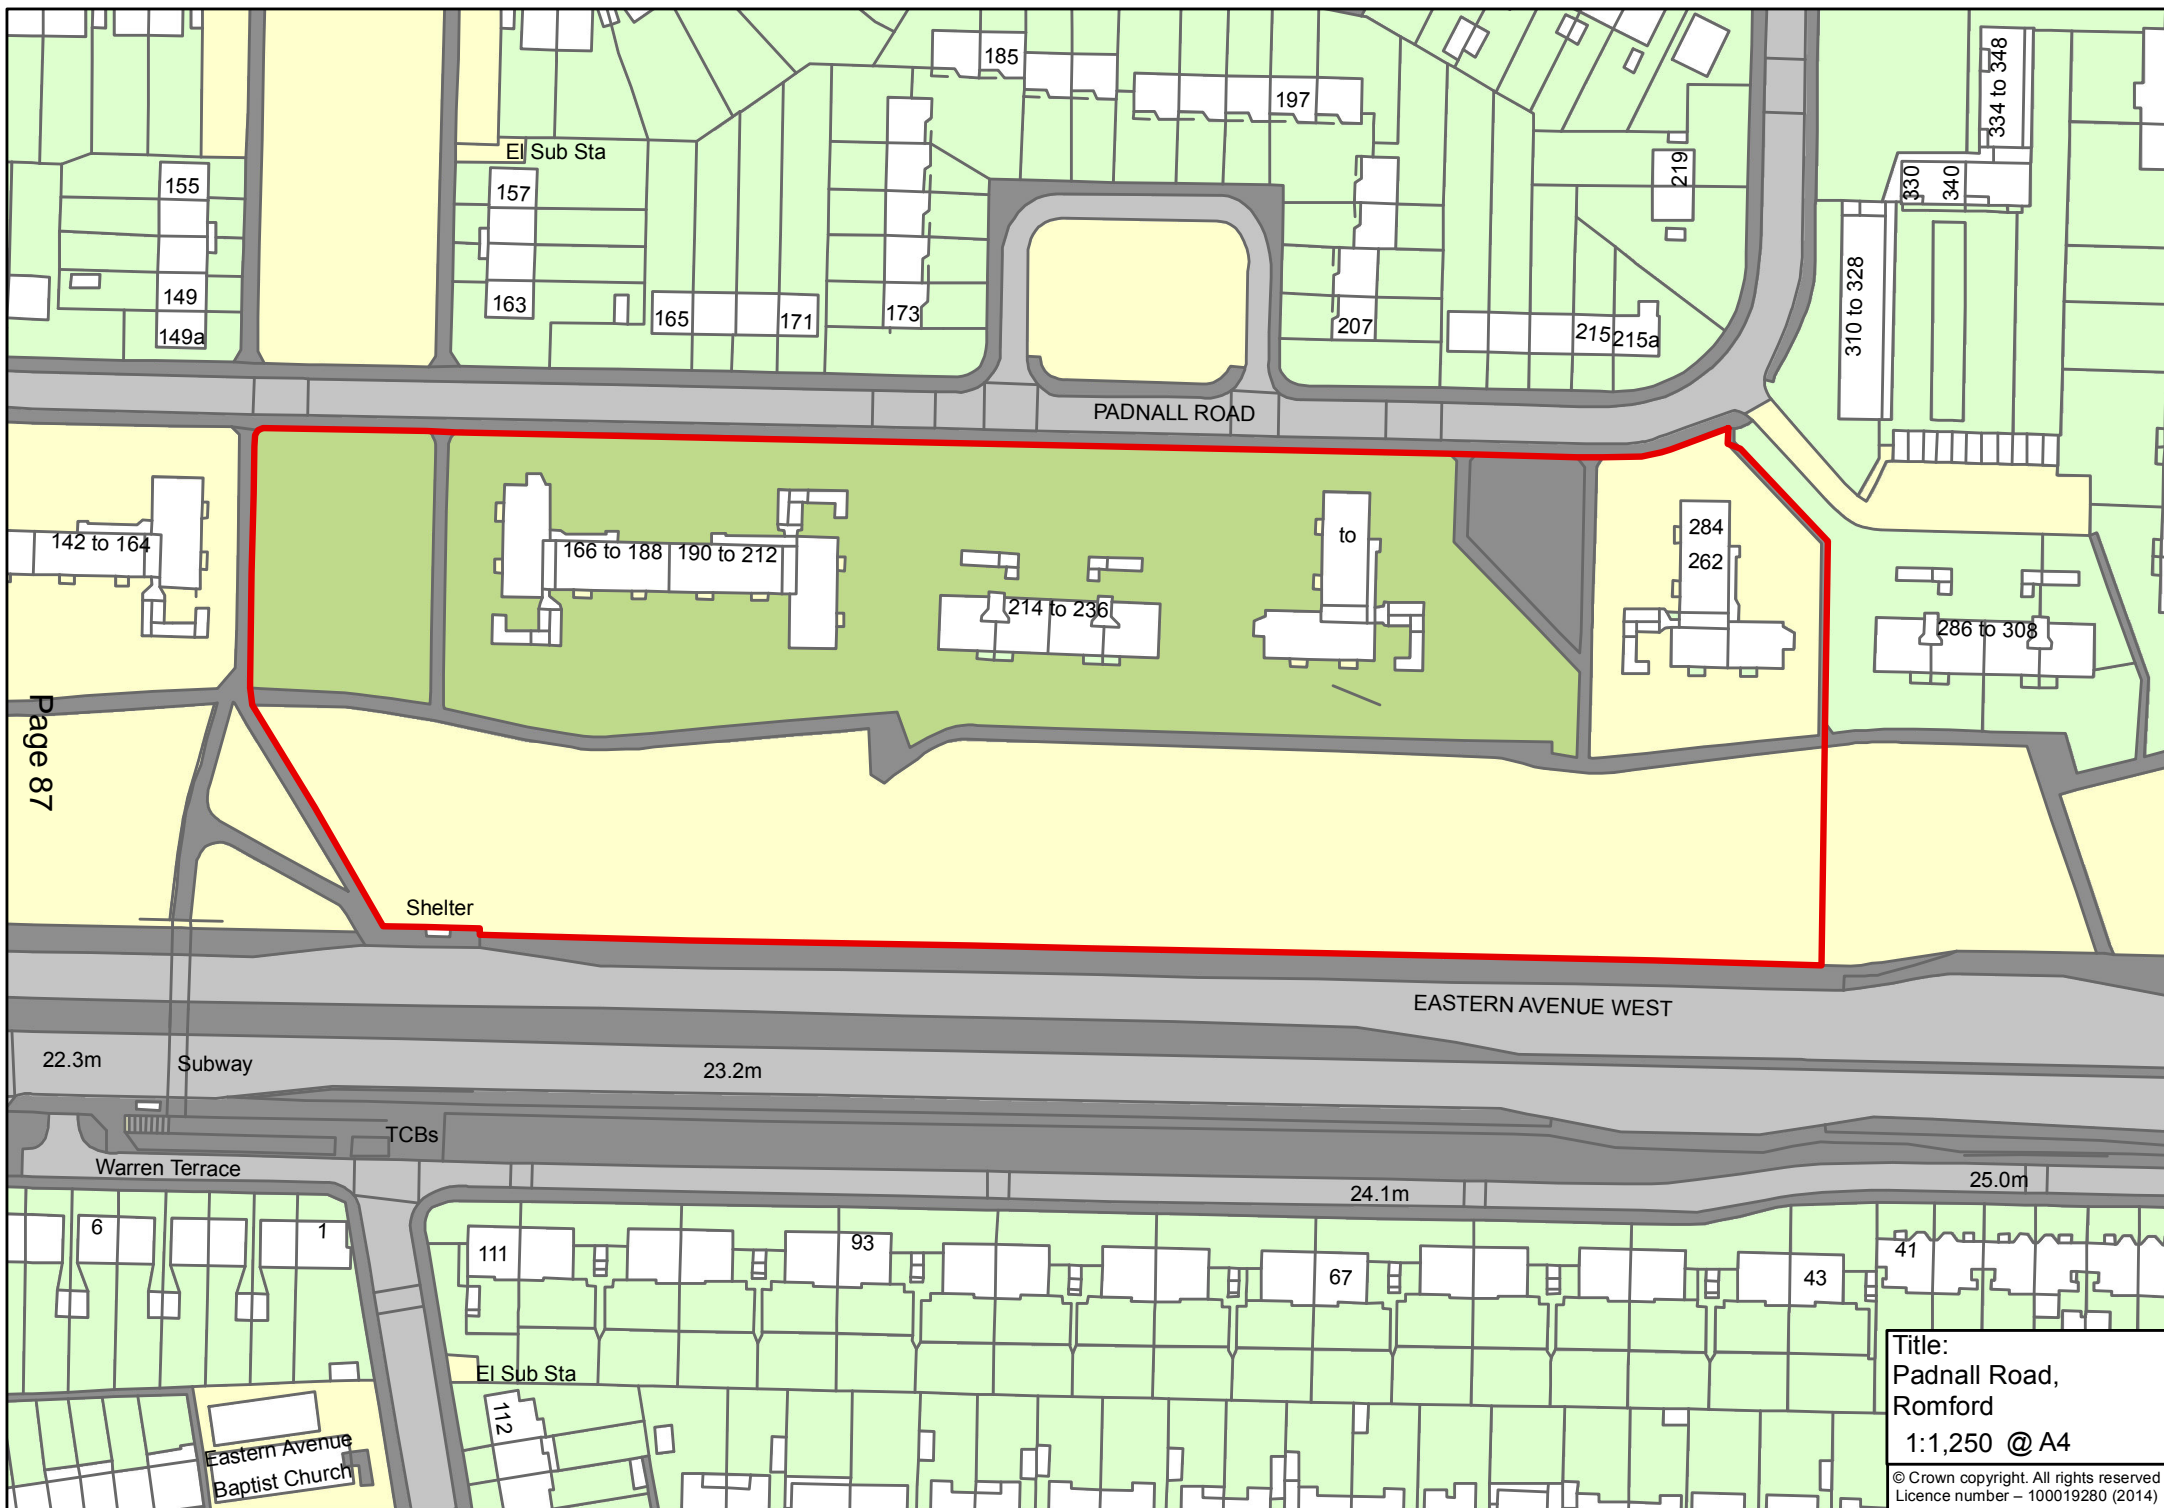 185
197
334 to 348
El Sub Sta
155
157
219
330
340
149
163
165
171
173
207
215
215a
310 to 328
149a
PADNALL ROAD
142 to 164
166 to 188
190 to 212
214 to 236
to
284
262
286 to 308
Page 87
Shelter
EASTERN AVENUE WEST
22.3m
Subway
23.2m
TCBs
Warren Terrace
24.1m
25.0m
6
1
111
93
67
43
41
El Sub Sta
112
Eastern Avenue
Baptist Church
Title:
Padnall Road,
Romford
1:1,250 @ A4
© Crown copyright. All rights reserved
Licence number – 100019280 (2014)